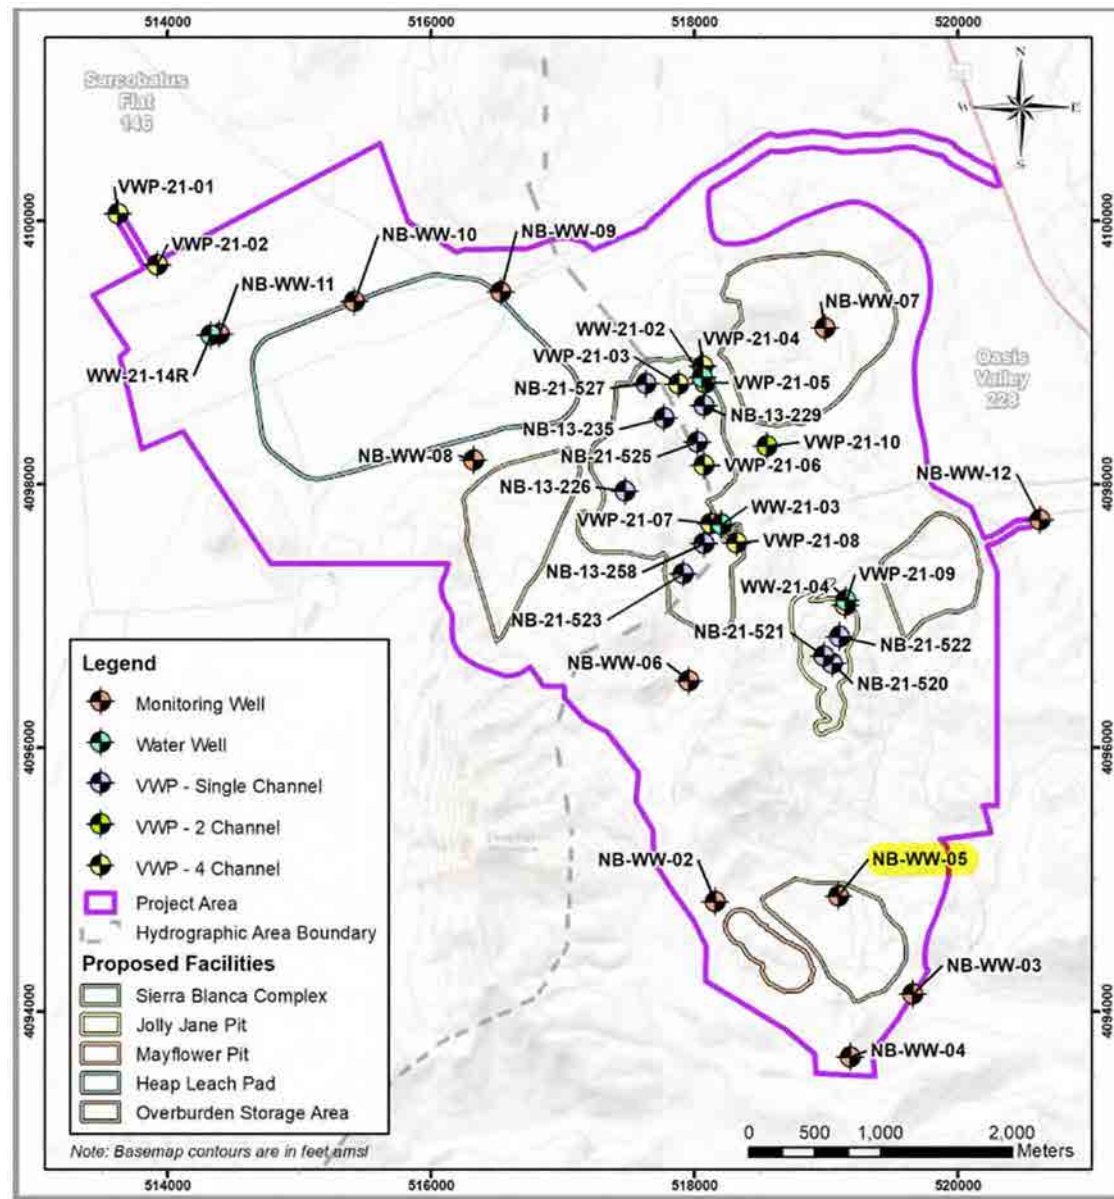 514000
516000
518000
520000
Sarcobatus
Flat
146
N
W
E
S
VWP-21-01
4100000
4100000
VWP-21-02
NB-WW-10
NB-WW-09
NB-WW-11
NB-WW-07
WW-21-02
VWP-21-04
VWP-21-03
WW-21-14R
NB-21-527
VWP-21-05
Oasis
Valley
228
NB-13-235
NB-13-229
NB-WW-08
NB-21-525
VWP-21-10
VWP-21-06
NB-WW-12
4098000
4098000
NB-13-226
VWP-21-07
WW-21-03
VWP-21-08
NB-13-258
WW-21-04
VWP-21-09
NB-21-523
NB-21-521
NB-21-522
NB-WW-06
NB-21-520
Legend
Monitoring Well
Water Well
VWP - Single Channel
VWP - 2 Channel
VWP - 4 Channel
Project Area
Hydrographic Area Boundary
Proposed Facilities
Sierra Blanca Complex
Jolly Jane Pit
Mayflower Pit
Heap Leach Pad
Overburden Storage Area
4096000
4096000
NB-WW-02
NB-WW-05
NB-WW-03
4094000
4094000
NB-WW-04
0 500 1,000 2,000
Meters
Note: Basemap contours are in feet amsl
514000
516000
518000
520000